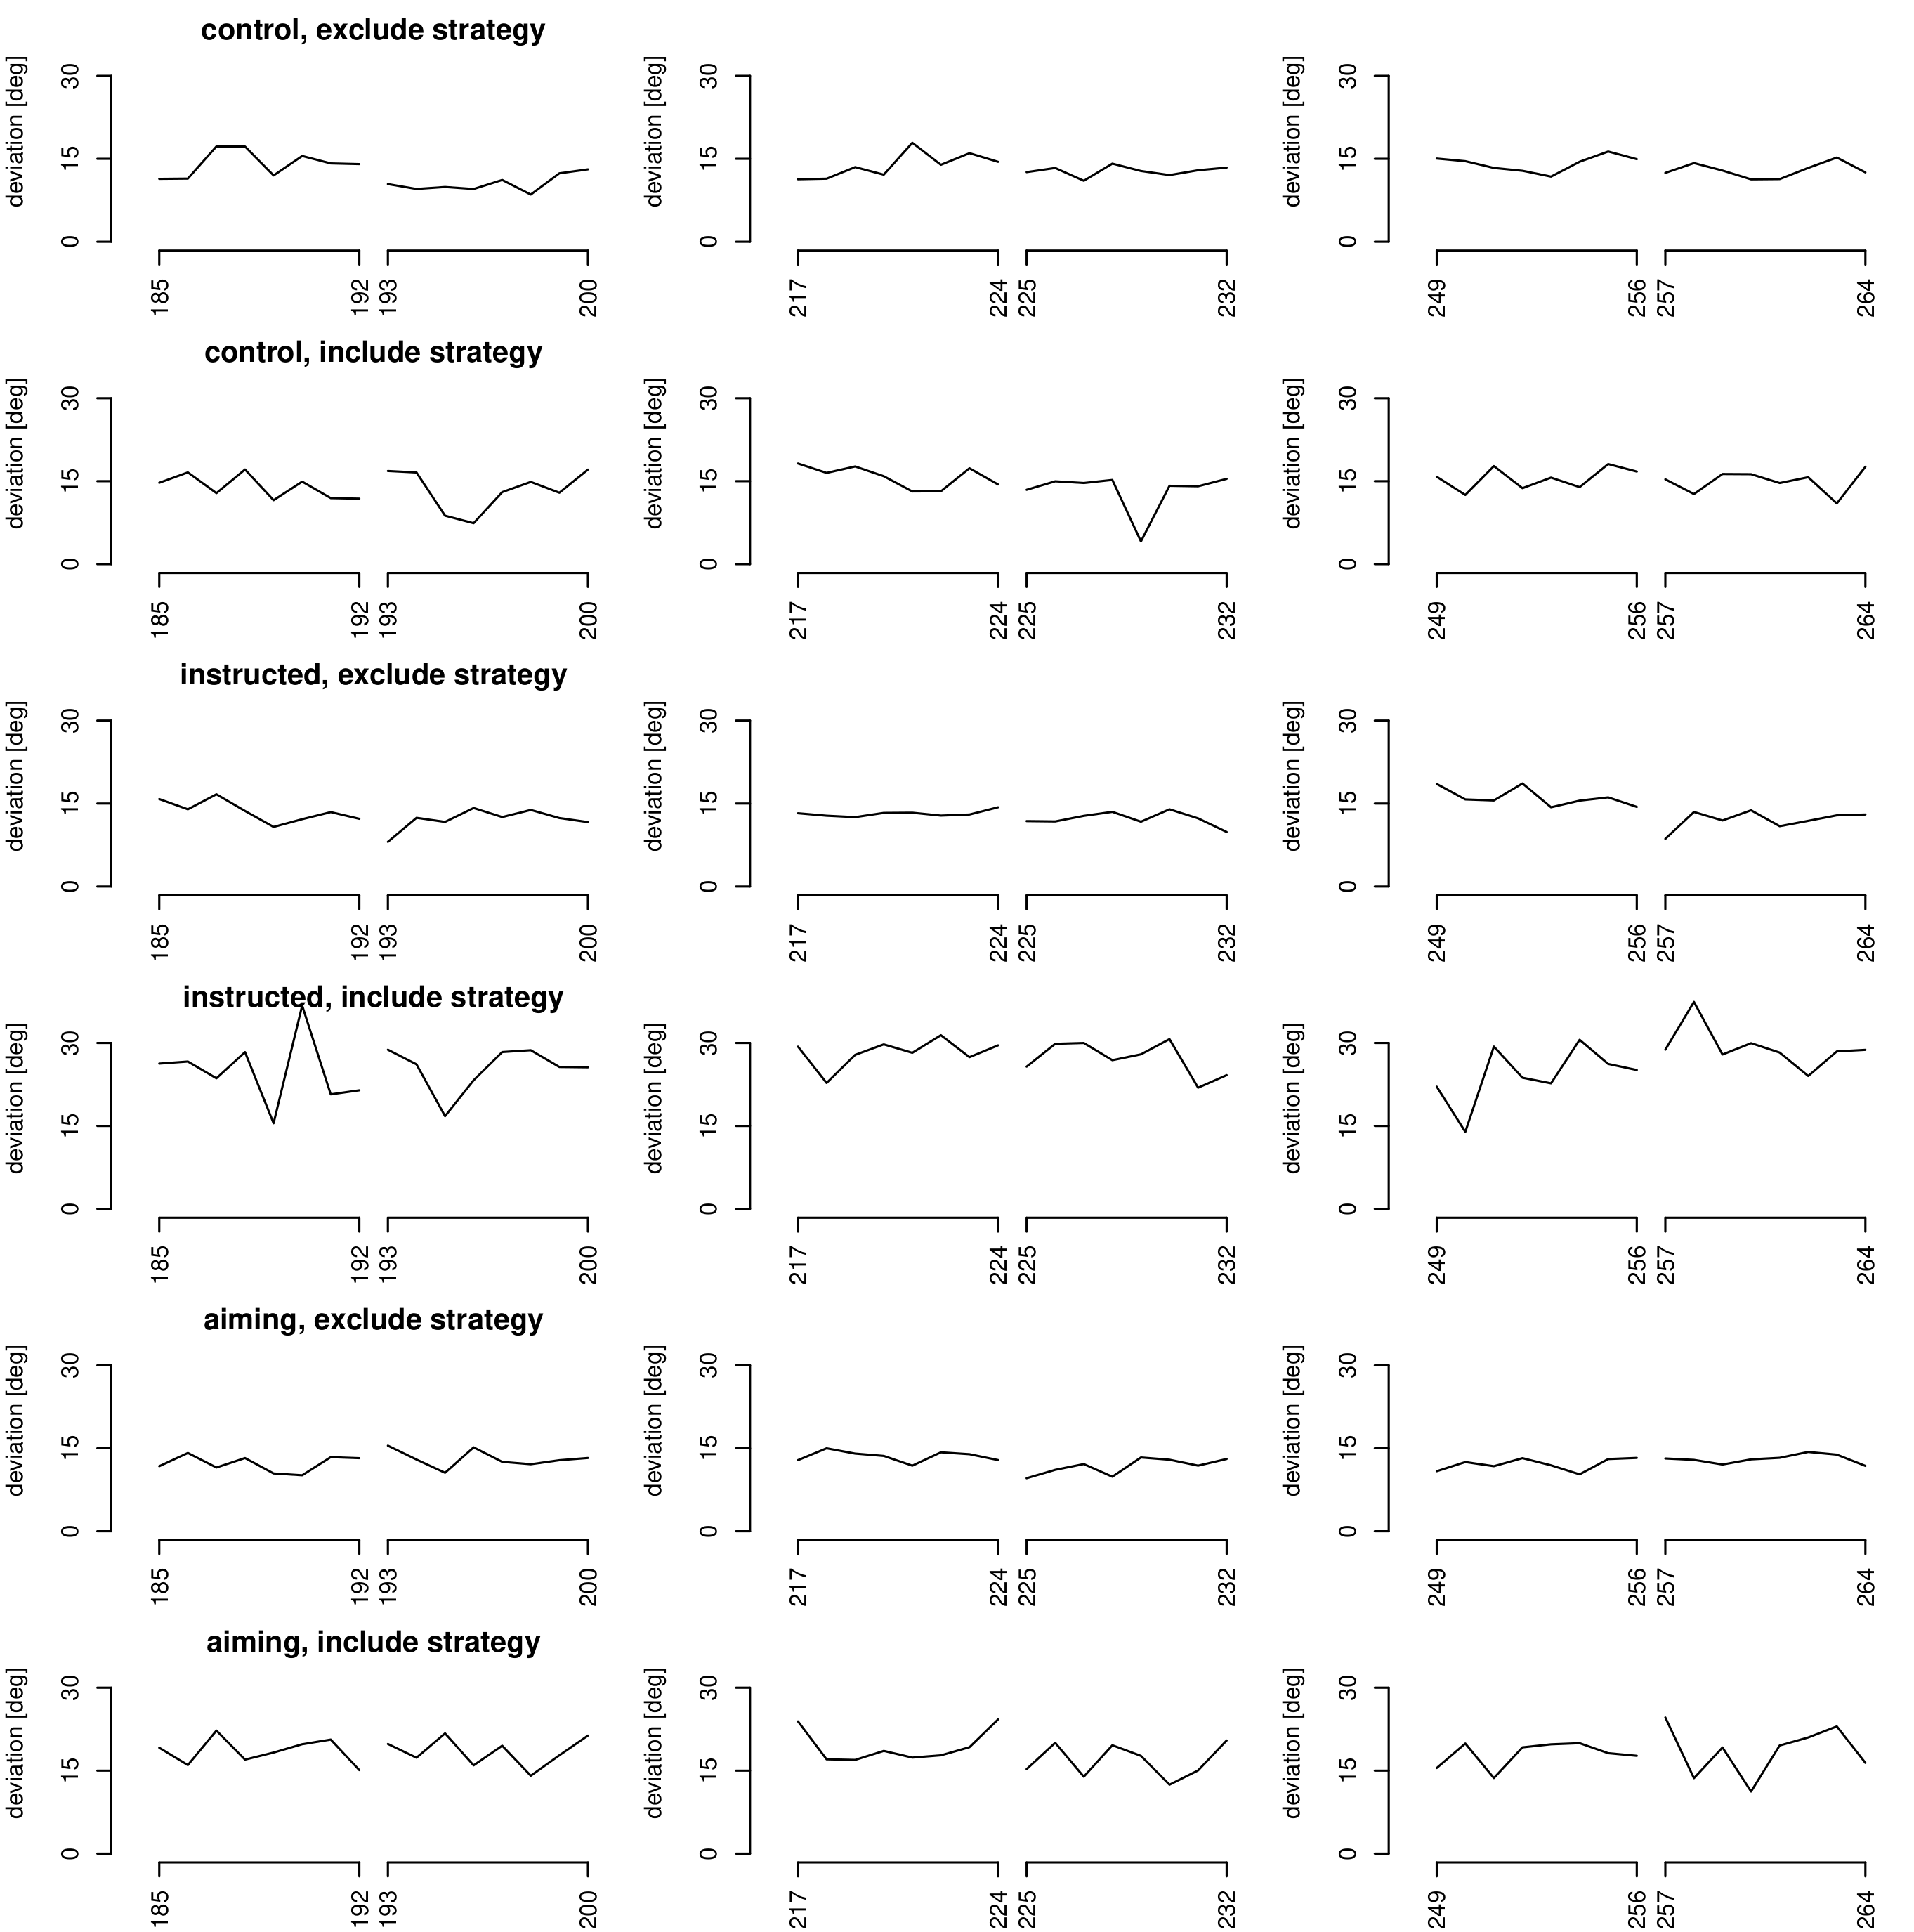 control, exclude strategy
deviation [deg] 0 15 30 185 192 193 200
deviation [deg] 0 15 30 217 224 225 232
deviation [deg] 0 15 30 249 256 257 264
control, include strategy
deviation [deg] 0 15 30 185 192 193 200
deviation [deg] 0 15 30 217 224 225 232
deviation [deg] 0 15 30 249 256 257 264
instructed, exclude strategy
deviation [deg] 0 15 30 185 192 193 200
deviation [deg] 0 15 30 217 224 225 232
deviation [deg] 0 15 30 249 256 257 264
instructed, include strategy
deviation [deg] 0 15 30 185 192 193 200
deviation [deg] 0 15 30 217 224 225 232
deviation [deg] 0 15 30 249 256 257 264
aiming, exclude strategy
deviation [deg] 0 15 30 185 192 193 200
deviation [deg] 0 15 30 217 224 225 232
deviation [deg] 0 15 30 249 256 257 264
aiming, include strategy
deviation [deg] 0 15 30 185 192 193 200
deviation [deg] 0 15 30 217 224 225 232
deviation [deg] 0 15 30 249 256 257 264